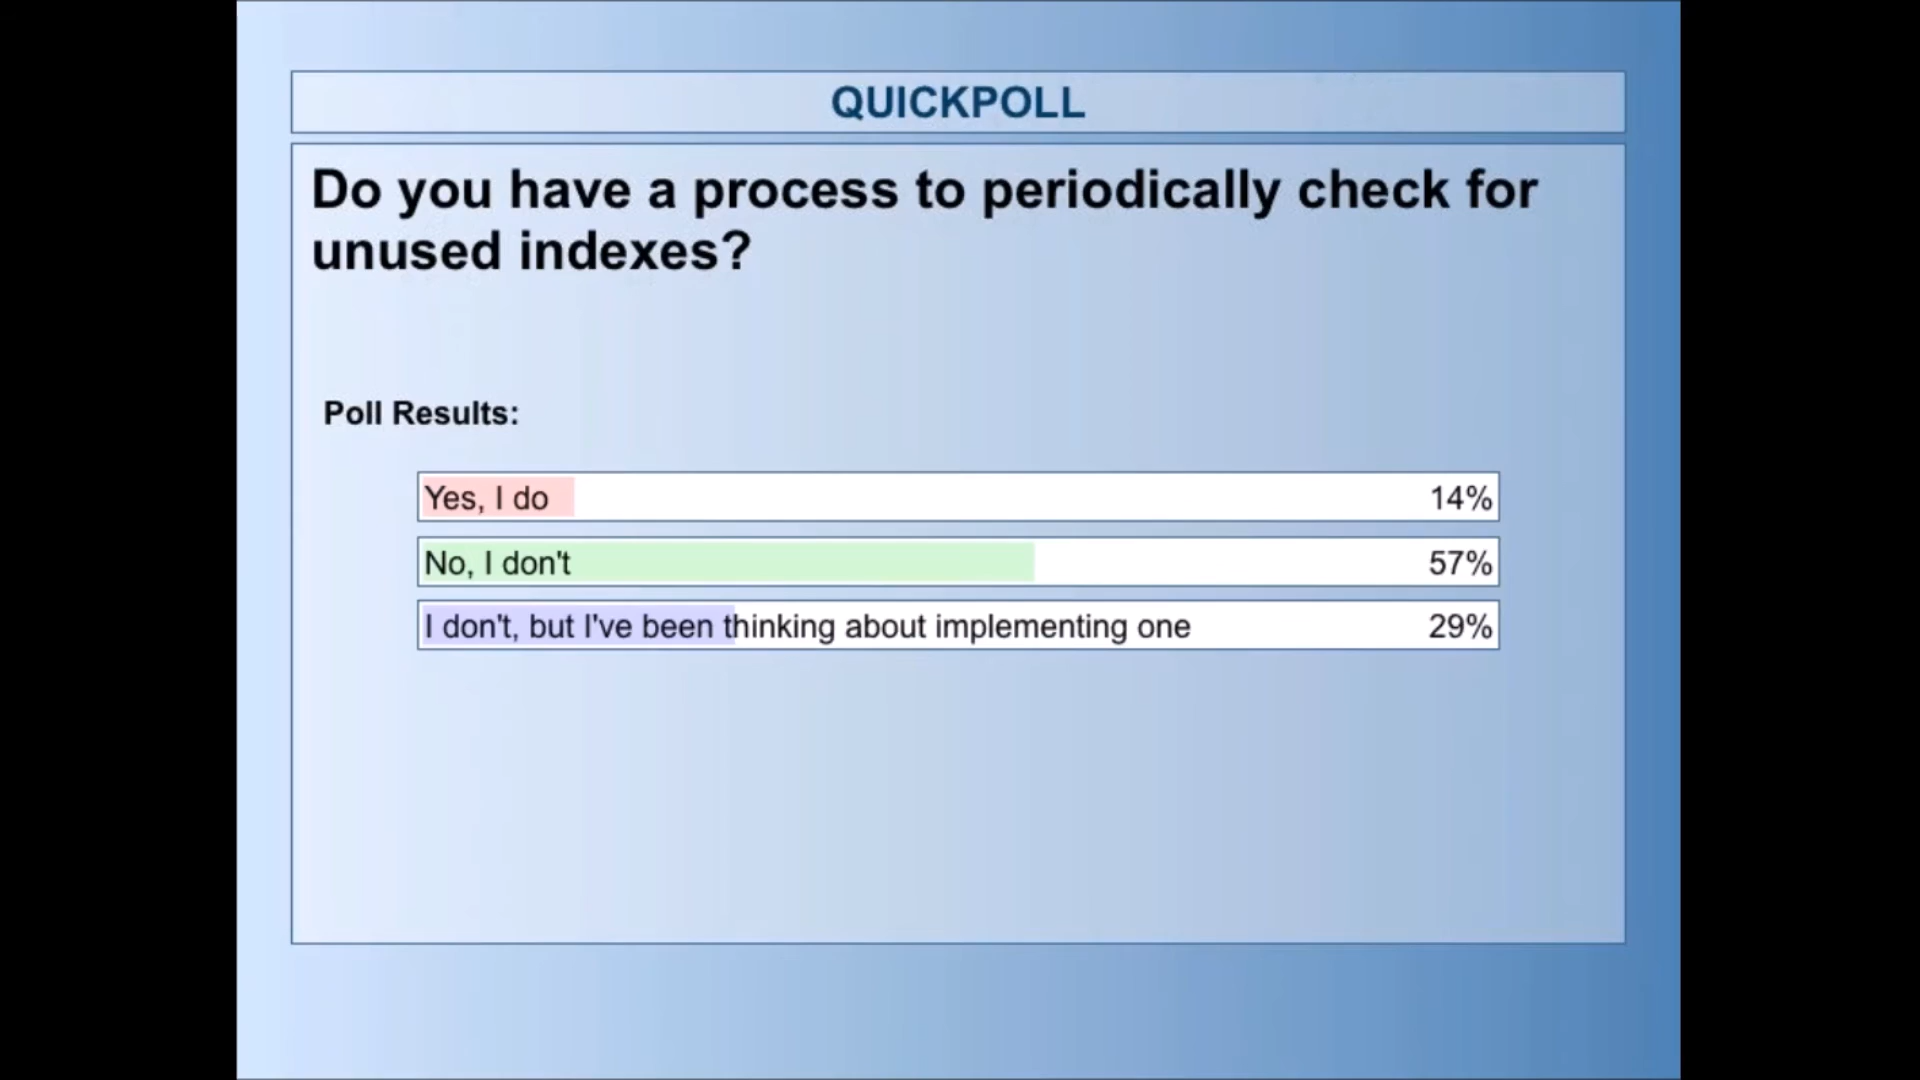 QUICKPOLL
Do you have a process to periodically check for
unused indexes?
Poll Results:
Yes, I do 14%
No, I don't 57%
I don't, but I've been thinking about implementing one 29%